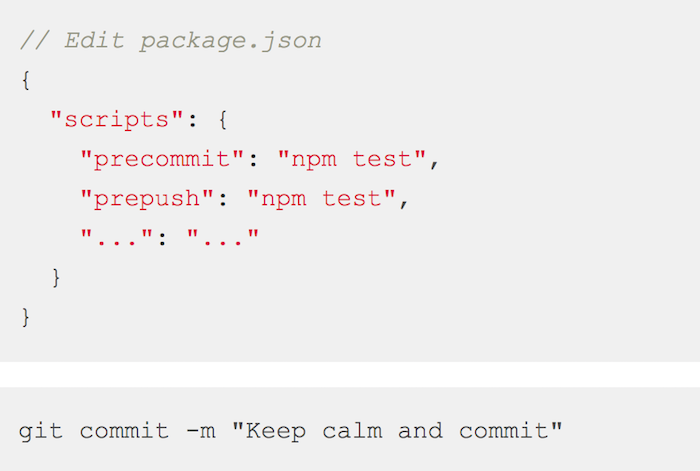 // Edit package.json
{
  "scripts": {
    "precommit": "npm test",
    "prepush": "npm test",
    "...": "..."
  }
}
git commit -m "Keep calm and commit"